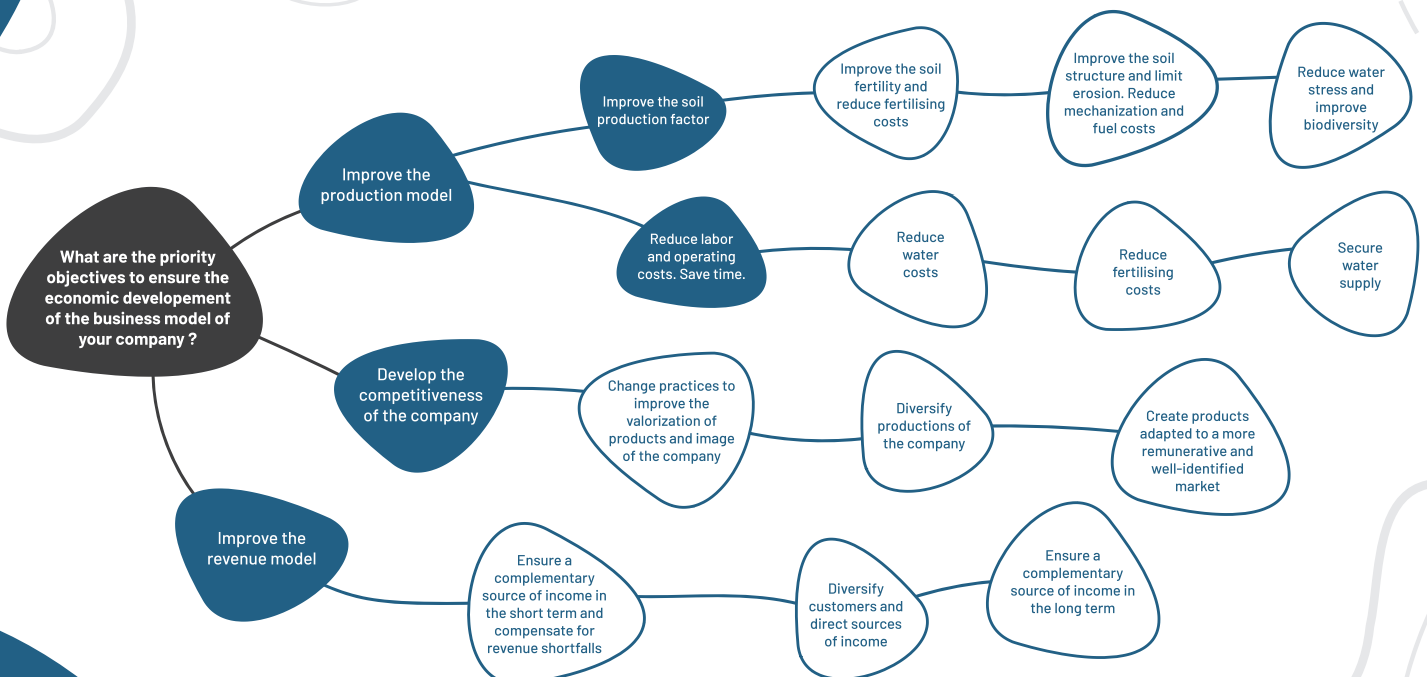 What are the priority
objectives to ensure the
economic developement
of the business model of
your company ?
Improve the
production model
Improve the soil
production factor
Improve the soil
fertility and
reduce fertilising
costs
Improve the soil
structure and limit
erosion. Reduce
mechanization and
fuel costs
Reduce water
stress and
improve
biodiversity
Reduce labor
and operating
costs. Save time.
Reduce
water
costs
Reduce
fertilising
costs
Secure
water
supply
Develop the
competitiveness
of the company
Change practices to
improve the
valorization of
products and image
of the company
Diversify
productions of
the company
Create products
adapted to a more
remunerative and
well-identified
market
Improve the
revenue model
Ensure a
complementary
source of income in
the short term and
compensate for
revenue shortfalls
Diversify
customers and
direct sources
of income
Ensure a
complementary
source of income in
the long term